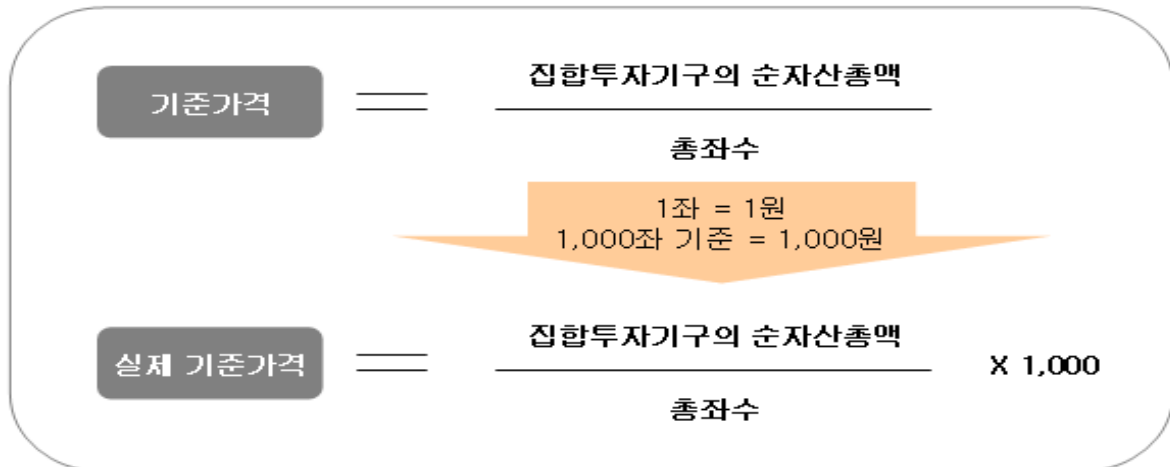 집합투자기구의 순자산총액
기준가격
총좌수
1좌 = 1원
1,000좌 기준 = 1,000원
집합투자기구의 순자산총액
실제 기준가격
X 1,000
총좌수